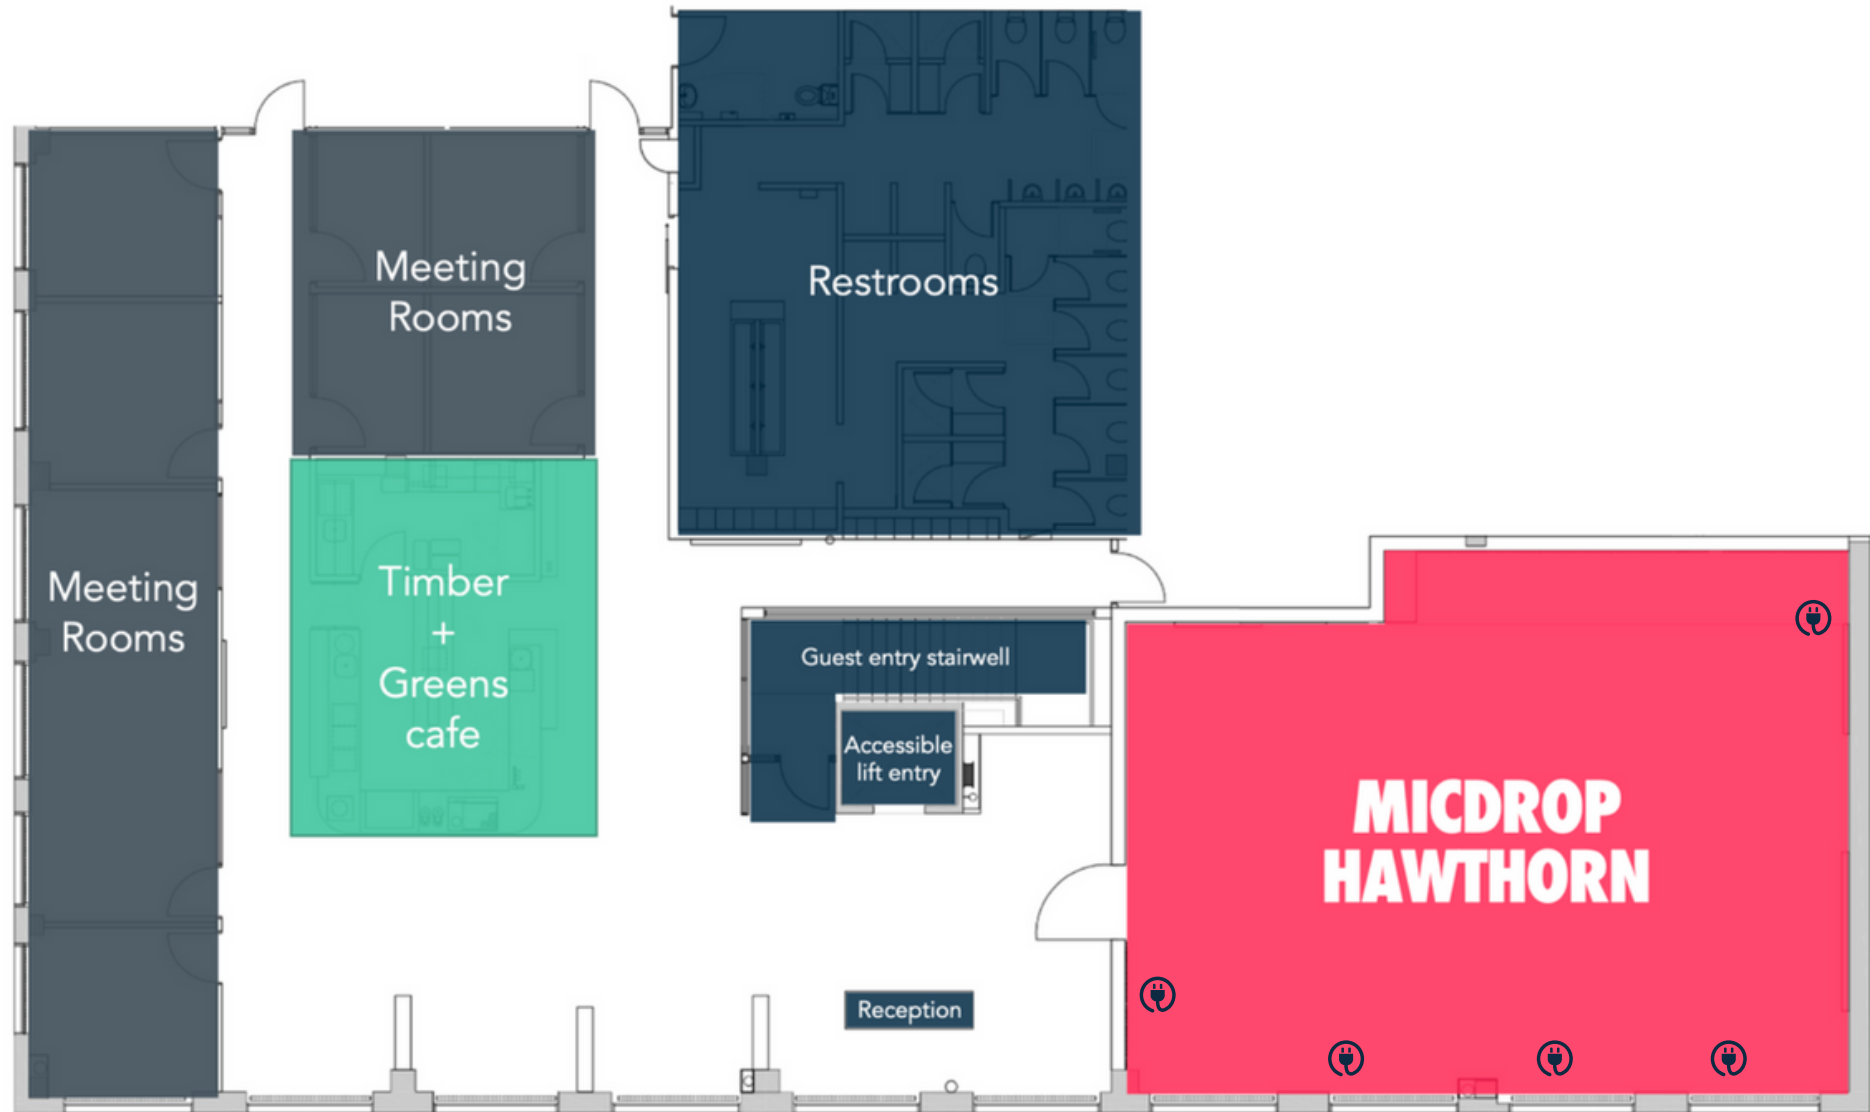 Meeting
Rooms
Restrooms
Meeting
Rooms
Timber
+
Greens
cafe
Guest entry stairwell
Accessible
lift entry
MICDROP
HAWTHORN
Reception